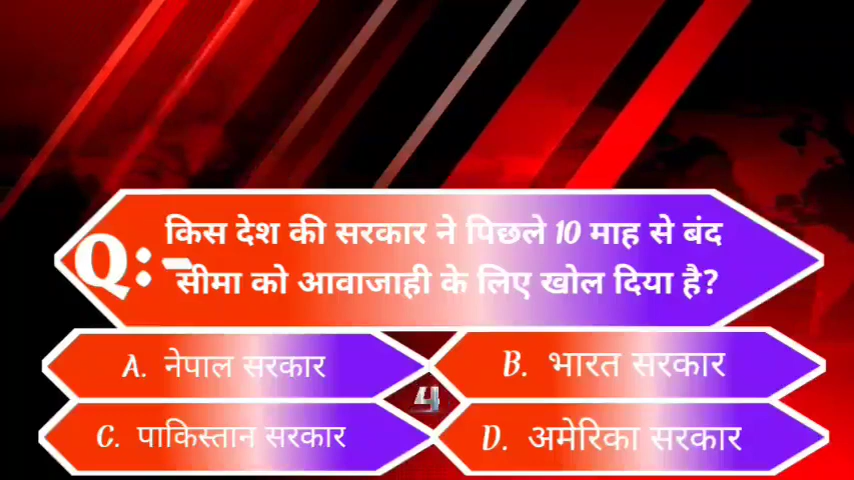 Q:- किस देश की सरकार ने पिछले 10 माह से बंद
सीमा को आवाजाही के लिए खोल दिया है?
A. नेपाल सरकार
B. भारत सरकार
4
C. पाकिस्तान सरकार
D. अमेरिका सरकार